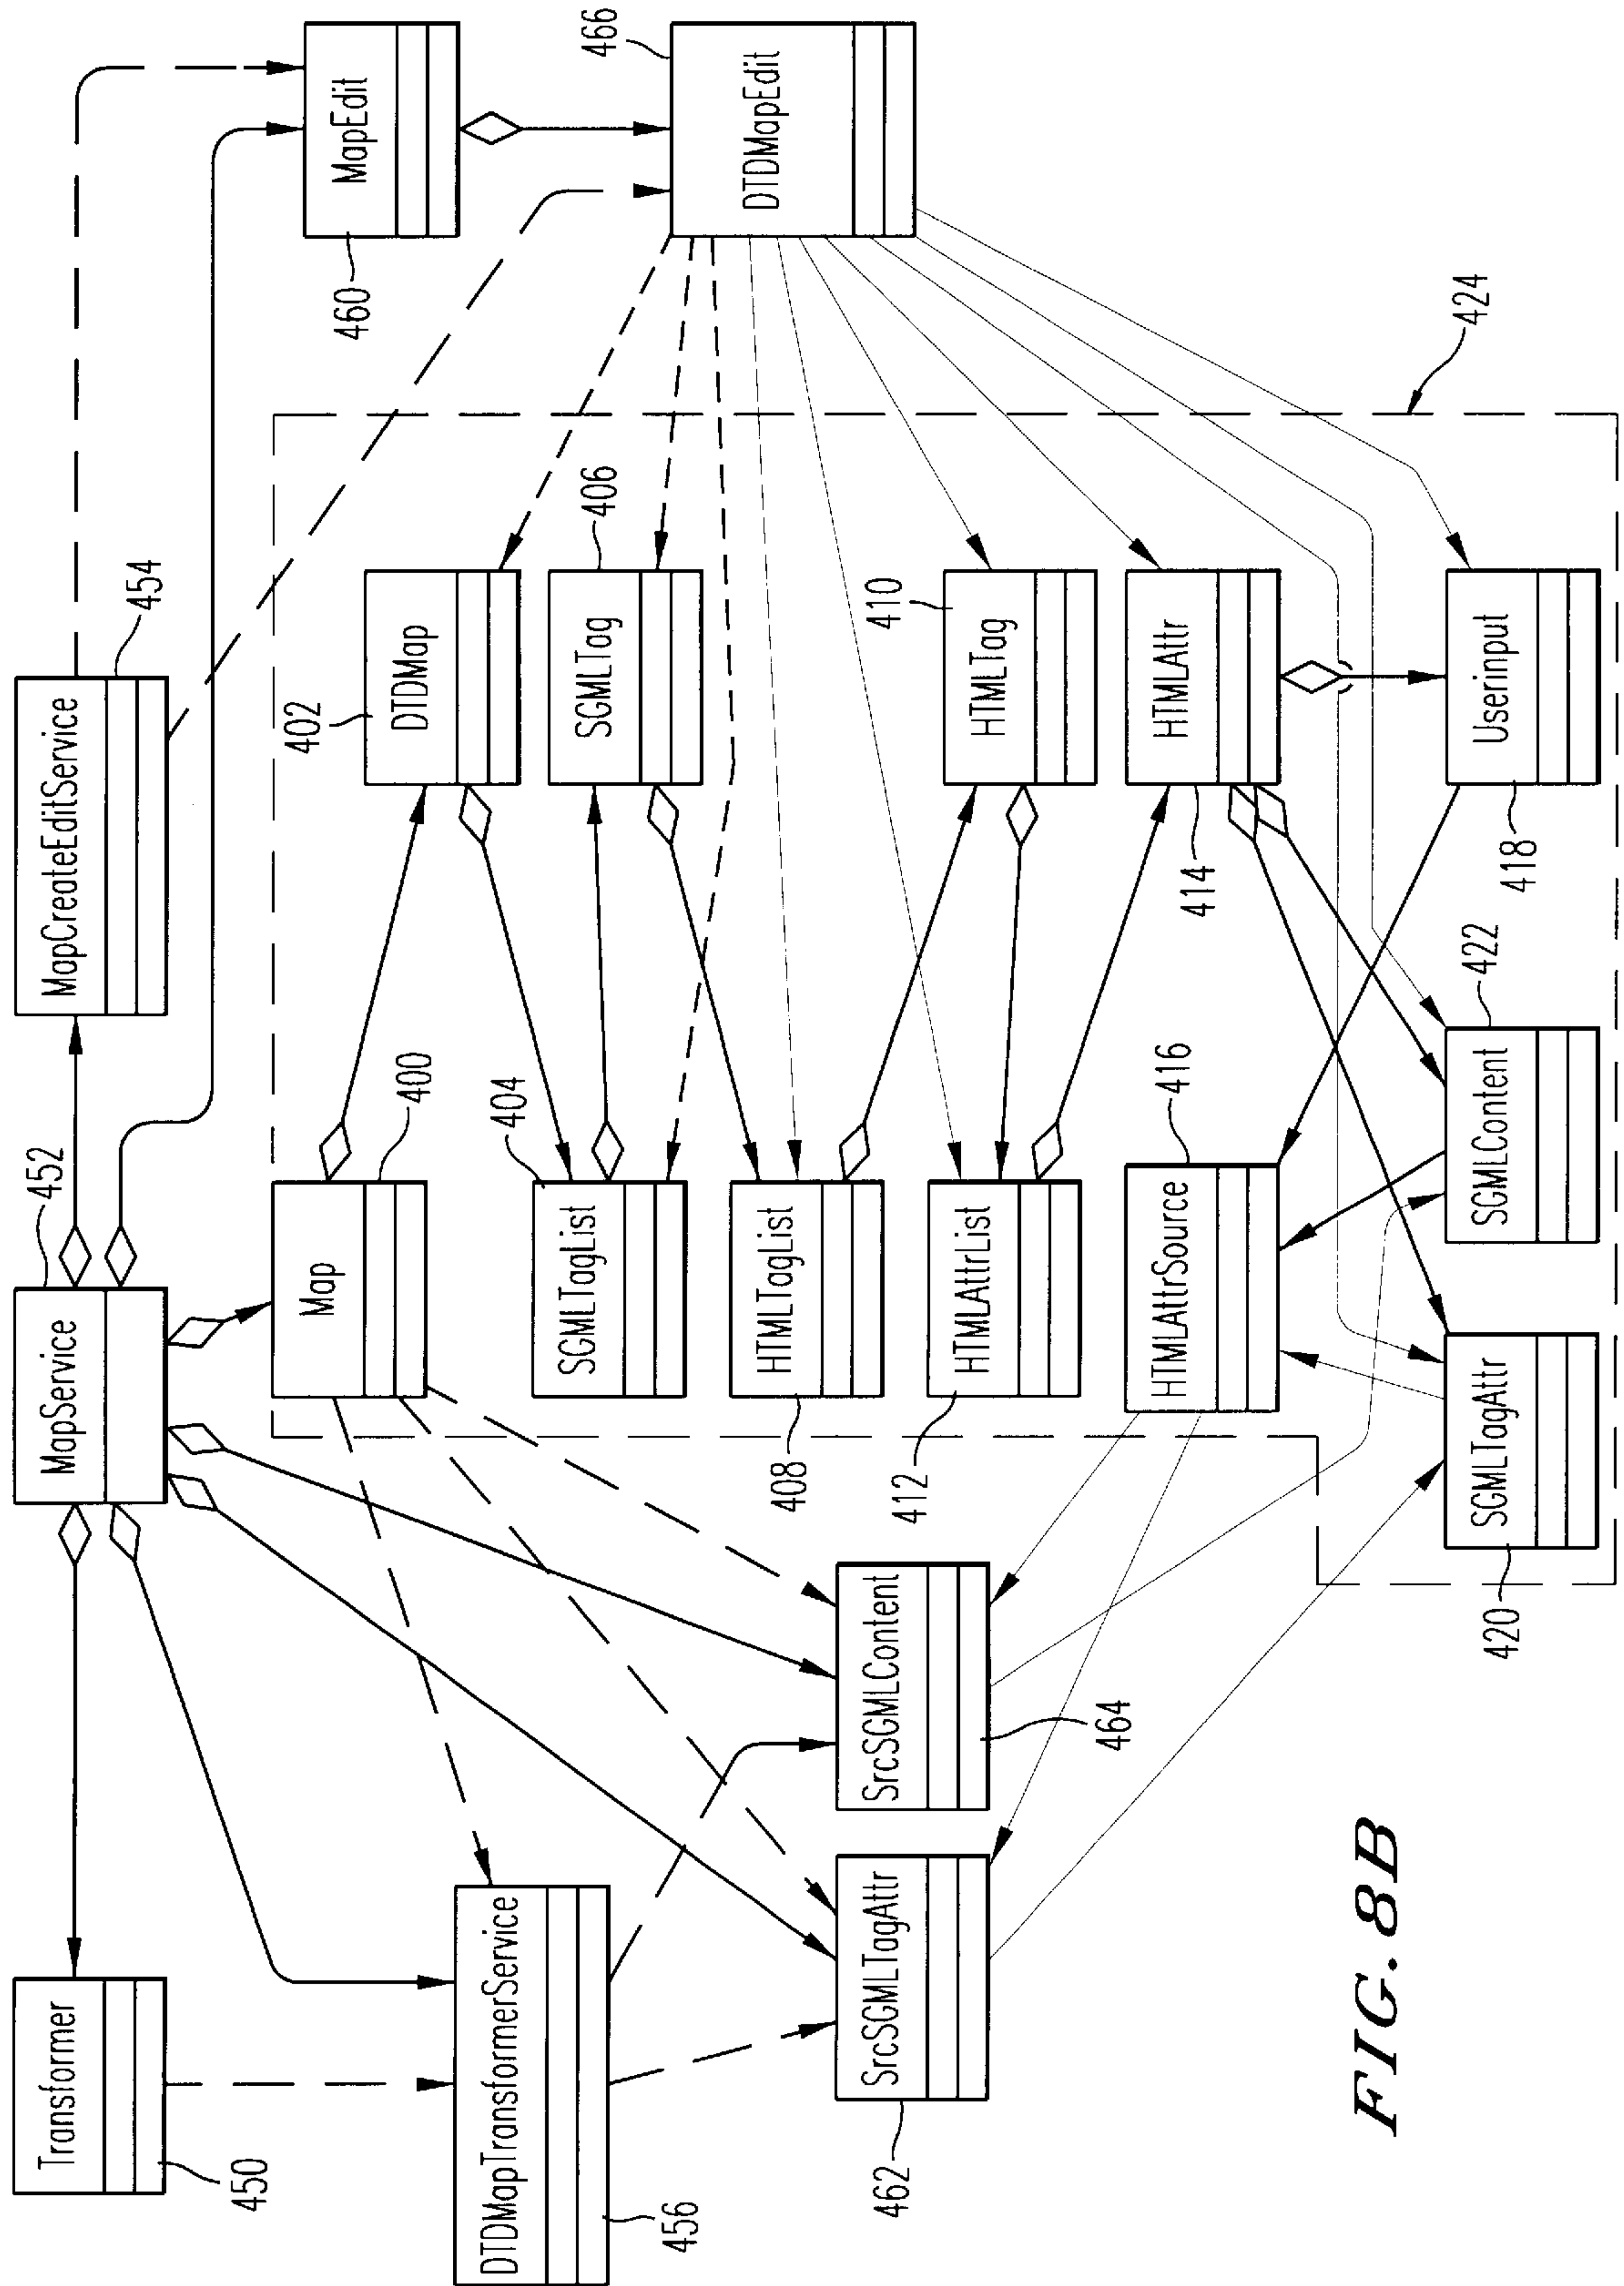 Transformer
450
MapService
452
MapCreateEditService
454
MapEdit
460
DTDMapTransformerService
456
Map
400
DTDMap
402
SGMLTagList
404
SGMLTag
406
DTDMapEdit
466
SrcSGMLTagAttr
462
SrcSGMLContent
464
HTMLTagList
408
HTMLTag
410
HTMLAttrList
412
HTMLAttr
414
HTMLAttrSource
416
SGMLTagAttr
420
SGMLContent
422
Userinput
418
424
FIG. 8B